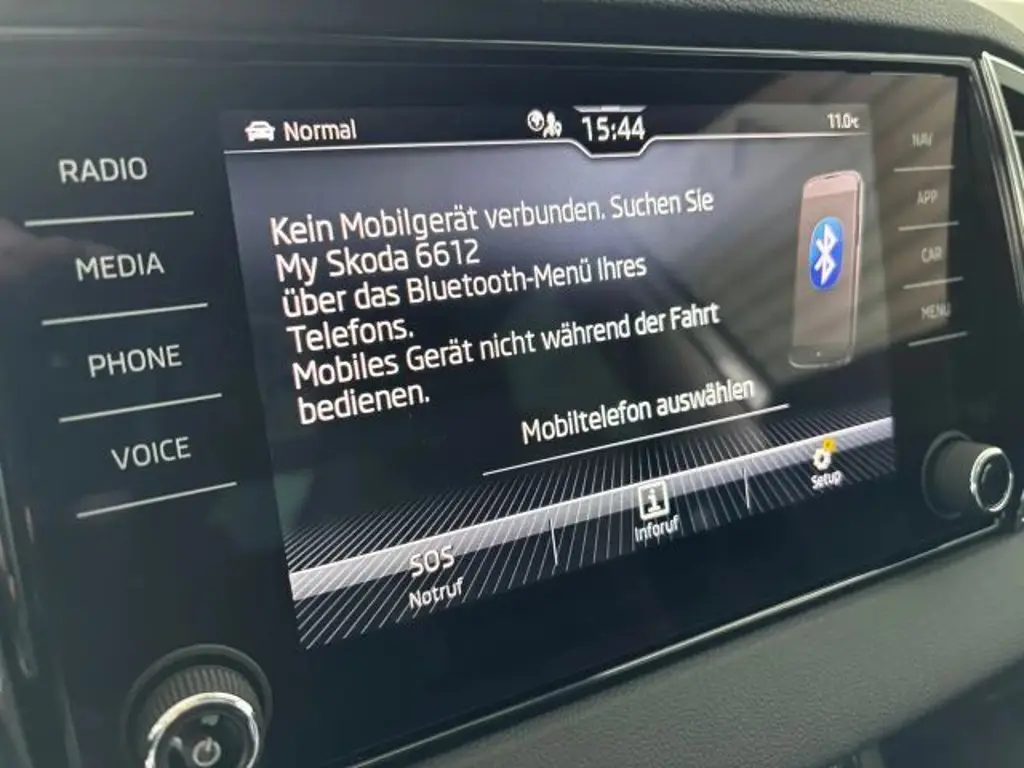 RADIO
MEDIA
PHONE
VOICE
Normal
15:44
11.0°C
Kein Mobilgerät verbunden. Suchen Sie
My Skoda 6612
über das Bluetooth-Menü Ihres
Telefons.
Mobiles Gerät nicht während der Fahrt
bedienen.
Mobiltelefon auswählen
SOS
Notruf
Inforuf
Setup
NAV
APP
CAR
MENU